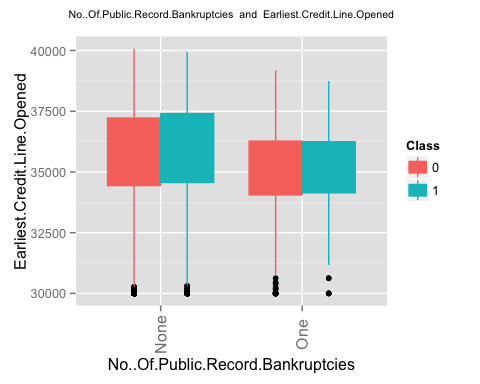 No..Of.Public.Record.Bankruptcies and Earliest.Credit.Line.Opened
Earliest.Credit.Line.Opened
40000
37500
35000
32500
30000
None
One
No..Of.Public.Record.Bankruptcies
Class
0
1